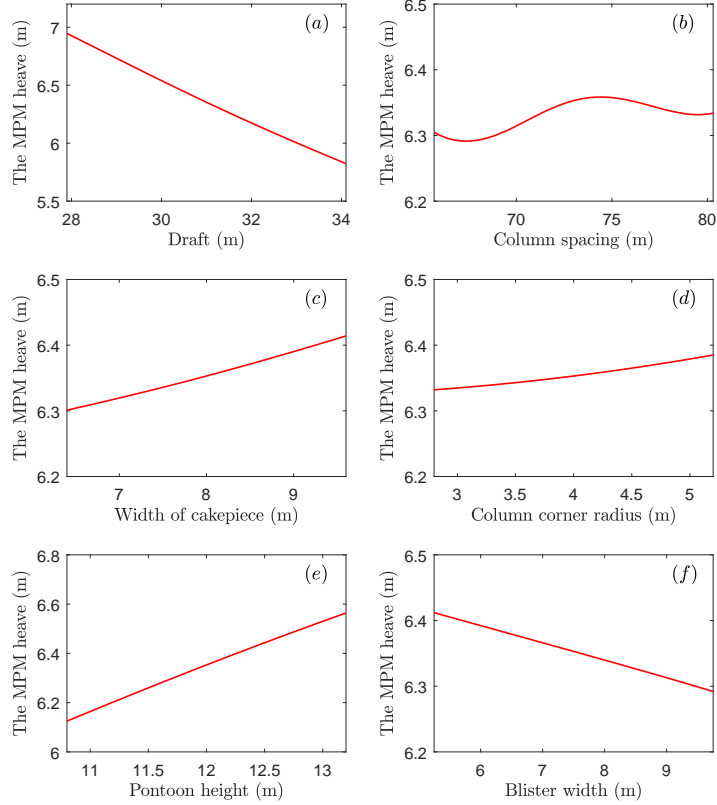 The MPM heave (m)
7
6.5
6
5.5
(a)
28
30
32
34
Draft (m)
The MPM heave (m)
6.5
6.4
6.3
6.2
(b)
70
75
80
Column spacing (m)
The MPM heave (m)
6.5
6.4
6.3
6.2
(c)
7
8
9
Width of cakepiece (m)
The MPM heave (m)
6.5
6.4
6.3
6.2
(d)
3
3.5
4
4.5
5
Column corner radius (m)
The MPM heave (m)
6.8
6.6
6.4
6.2
6
(e)
11
11.5
12
12.5
13
Pontoon height (m)
The MPM heave (m)
6.5
6.4
6.3
6.2
(f)
6
7
8
9
Blister width (m)